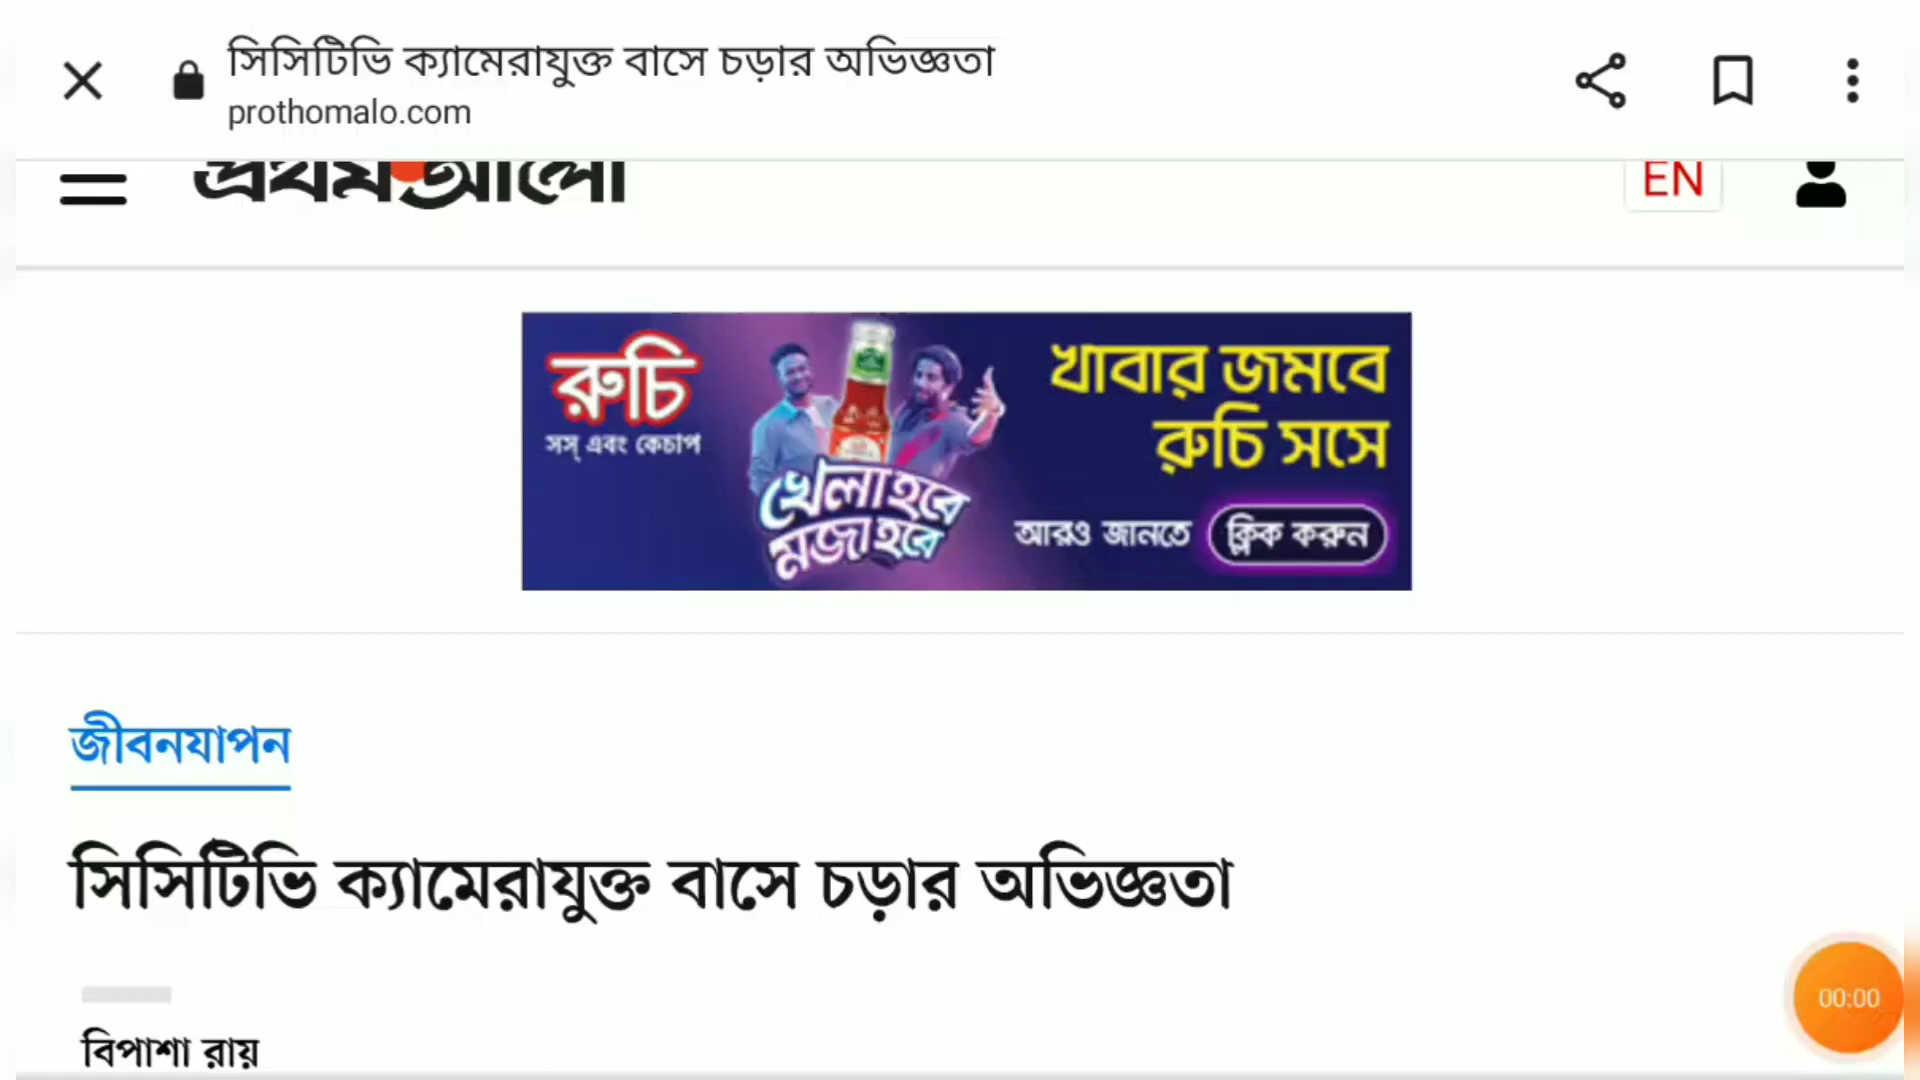 সিসিটিভি ক্যামেরাযুক্ত বাসে চড়ার অভিজ্ঞতা
prothomalo.com
প্রথম আলো
EN
রুচি
সস্ এবং কেচাপ
খেলা হবে
মজা হবে
খাবার জমবে
রুচি সসে
আরও জানতে
ক্লিক করুন
জীবনযাপন
সিসিটিভি ক্যামেরাযুক্ত বাসে চড়ার অভিজ্ঞতা
বিপাশা রায়
00:00